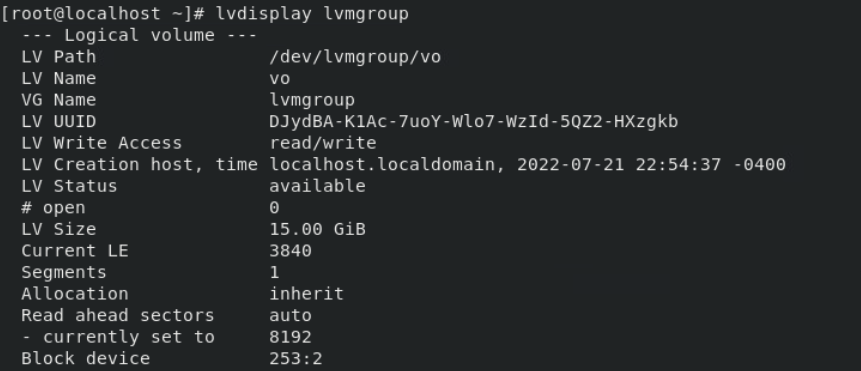 [root@localhost ~]# lvdisplay lvmgroup
--- Logical volume ---
LV Path /dev/lvmgroup/vo
LV Name vo
VG Name lvmgroup
LV UUID DJydBA-K1Ac-7uoY-Wlo7-WzId-5QZ2-HXzgkb
LV Write Access read/write
LV Creation host, time localhost.localdomain, 2022-07-21 22:54:37 -0400
LV Status available
# open 0
LV Size 15.00 GiB
Current LE 3840
Segments 1
Allocation inherit
Read ahead sectors auto
- currently set to 8192
Block device 253:2